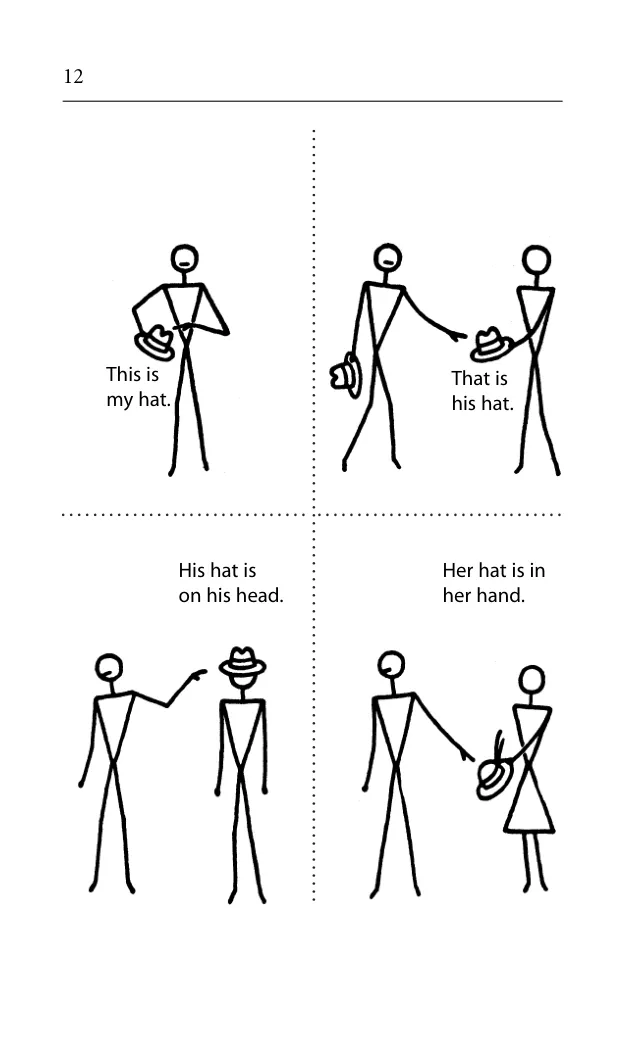 12
This is
my hat.
That is
his hat.
His hat is
on his head.
Her hat is in
her hand.